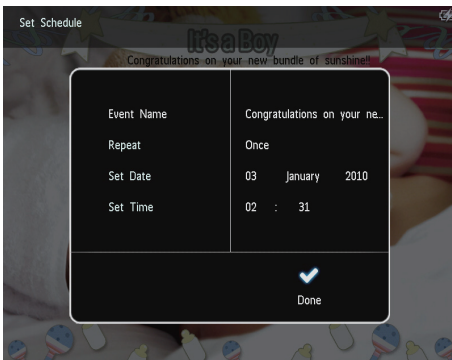 Set Schedule
It's a Boy
Congratulations on your new bundle of sunshine!!
Event Name Congratulations on your ne...
Repeat Once
Set Date 03 January 2010
Set Time 02 : 31
Done